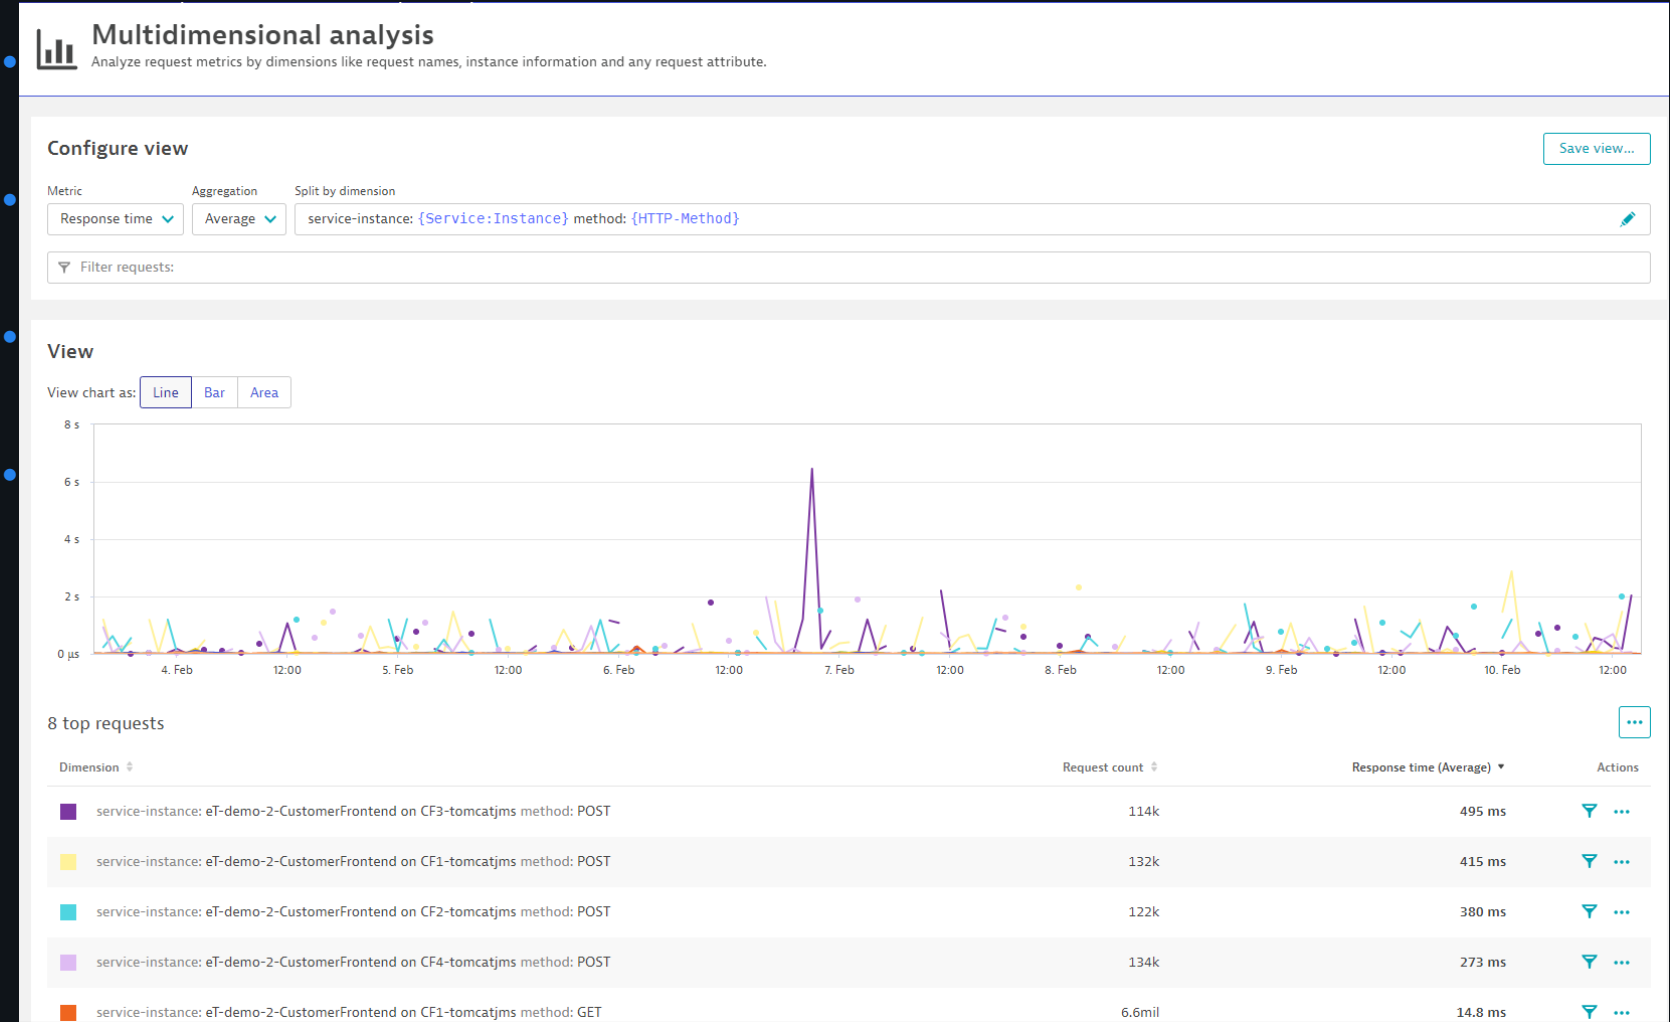 Multidimensional analysis
Analyze request metrics by dimensions like request names, instance information and any request attribute.
Configure view
Save view...
Metric
Aggregation
Split by dimension
Response time
Average
service-instance: {Service:Instance} method: {HTTP-Method}
Filter requests:
View
View chart as:
Line
Bar
Area
8 s
6 s
4 s
2 s
0 µs
4. Feb
12:00
5. Feb
12:00
6. Feb
12:00
7. Feb
12:00
8. Feb
12:00
9. Feb
12:00
10. Feb
12:00
8 top requests
Dimension
Request count
Response time (Average)
Actions
service-instance: eT-demo-2-CustomerFrontend on CF3-tomcatjms method: POST
114k
495 ms
service-instance: eT-demo-2-CustomerFrontend on CF1-tomcatjms method: POST
132k
415 ms
service-instance: eT-demo-2-CustomerFrontend on CF2-tomcatjms method: POST
122k
380 ms
service-instance: eT-demo-2-CustomerFrontend on CF4-tomcatjms method: POST
134k
273 ms
service-instance: eT-demo-2-CustomerFrontend on CF1-tomcatjms method: GET
6.6mil
14.8 ms